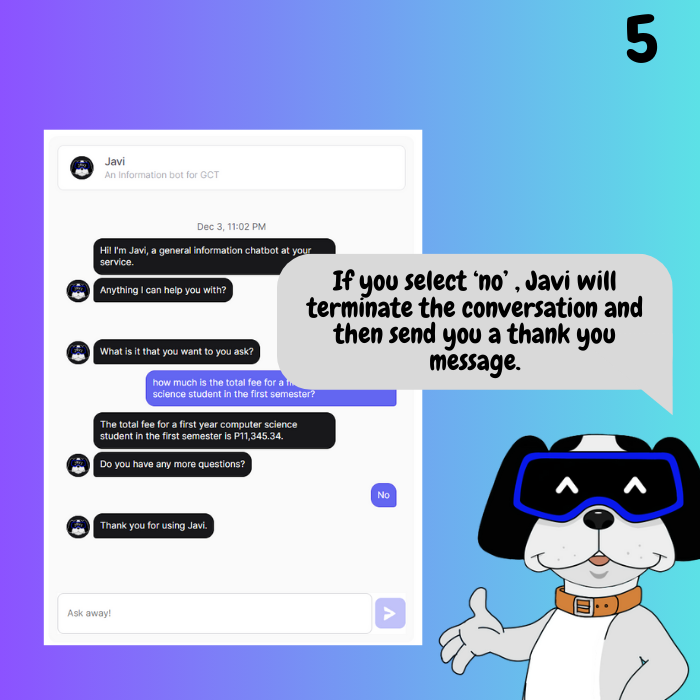 5
Javi
An Information bot for GCT
Dec 3, 11:02 PM
Hi! I'm Javi, a general information chatbot at your
service.
Anything I can help you with?
If you select ‘no’ , Javi will
terminate the conversation and
then send you a thank you
message.
What is it that you want to you ask?
how much is the total fee for a
science student in the first semester?
The total fee for a first year computer science
student in the first semester is P11,345.34.
Do you have any more questions?
No
Thank you for using Javi.
Ask away!